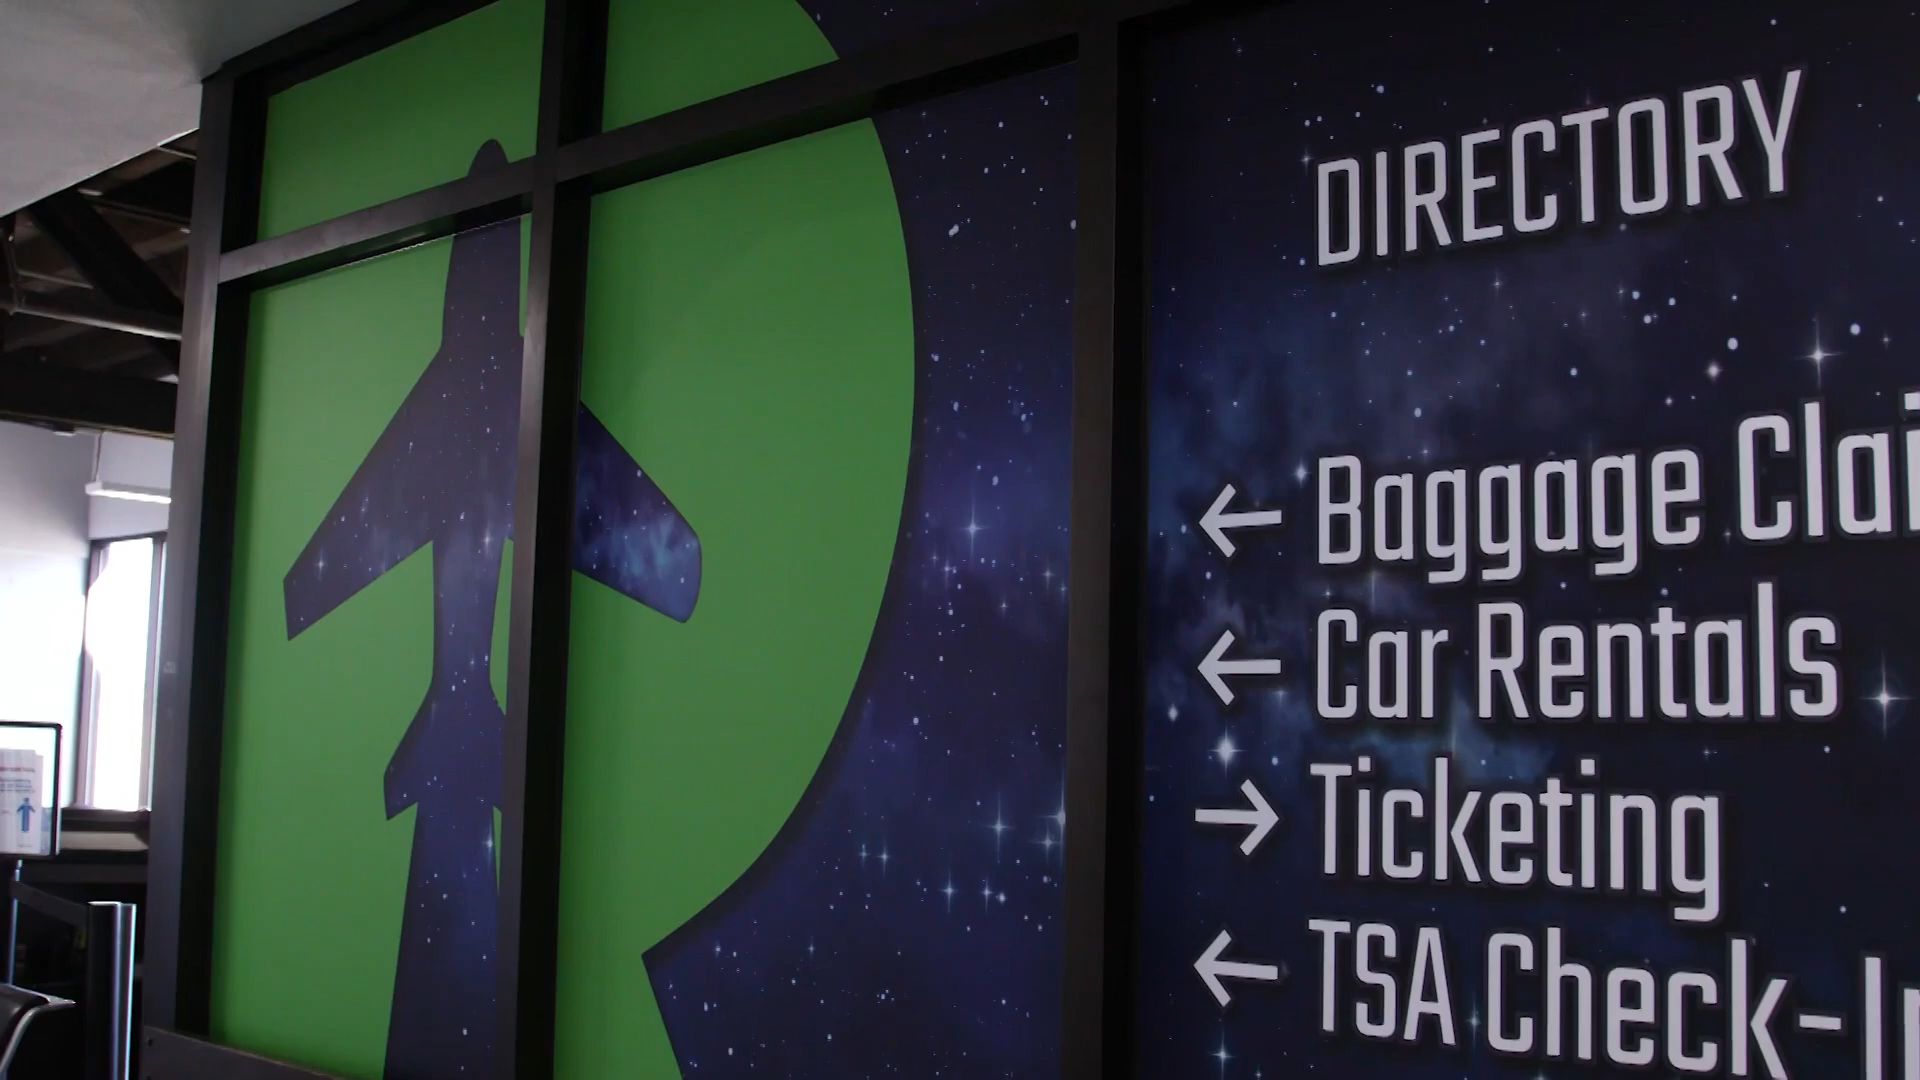 DIRECTORY
← Baggage Clai
← Car Rentals
→ Ticketing
← TSA Check-I